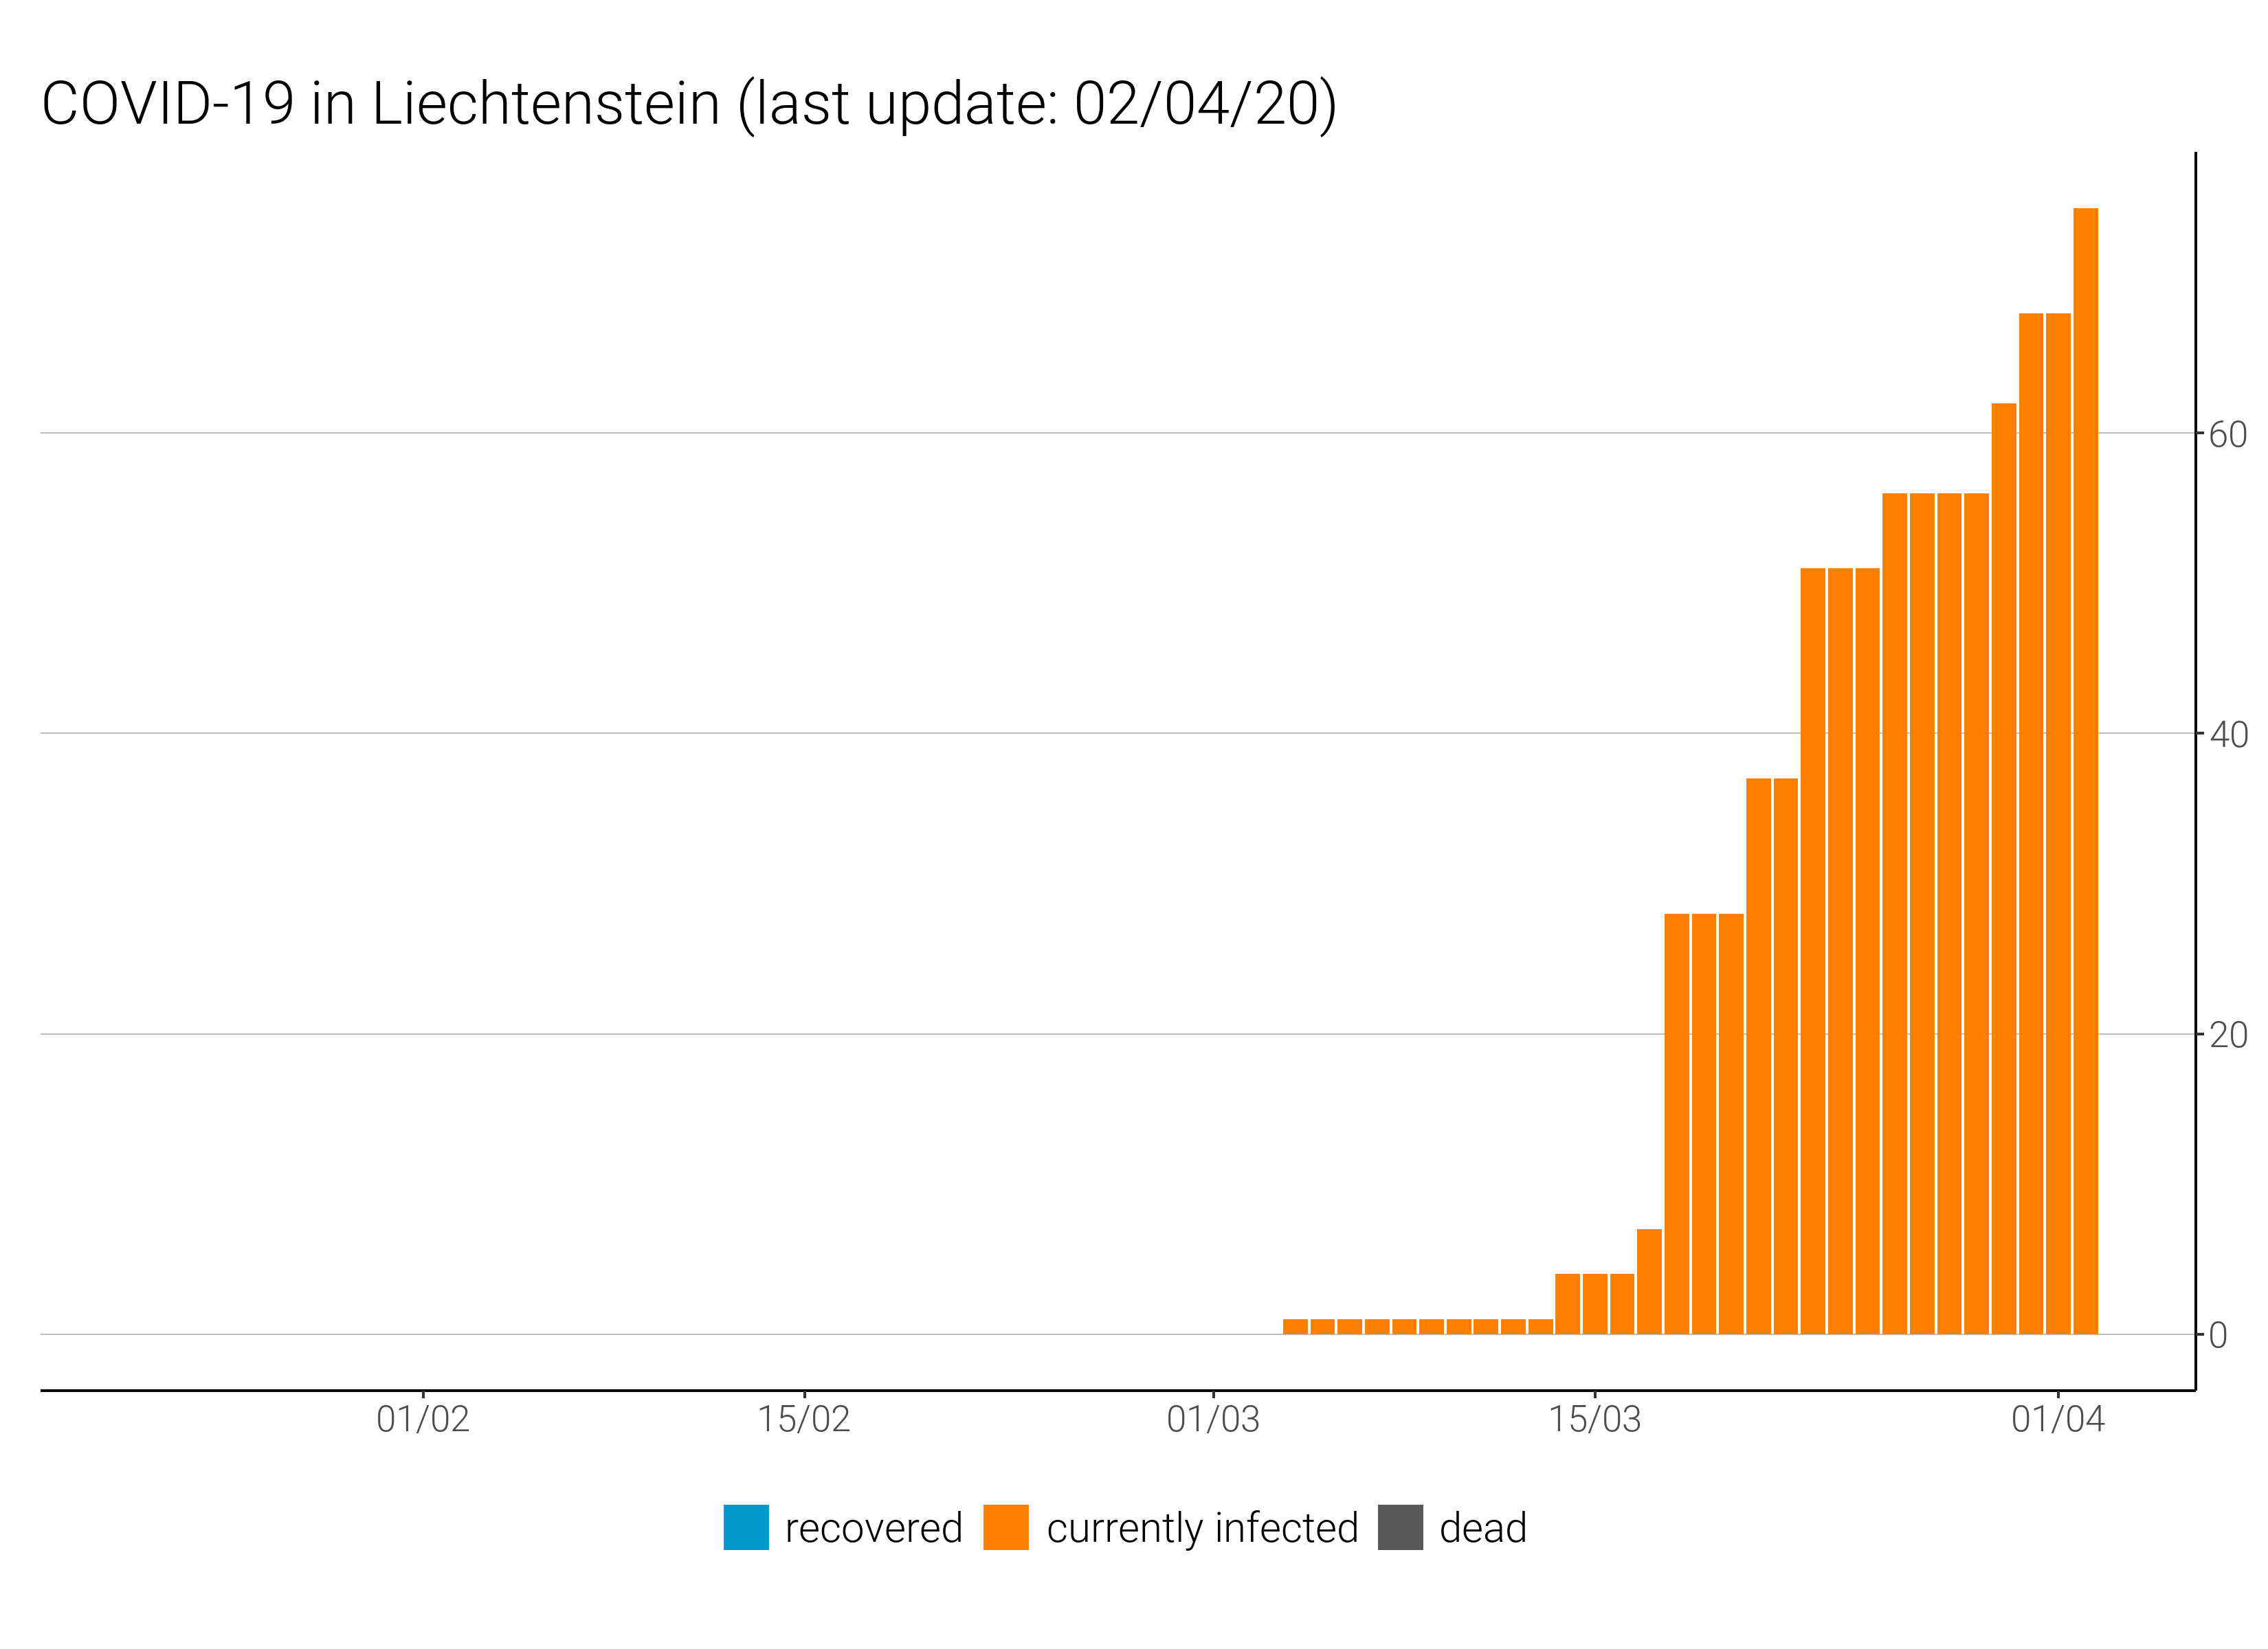 COVID-19 in Liechtenstein (last update: 02/04/20)
60
40
20
0
01/02 15/02 01/03 15/03 01/04
recovered currently infected dead